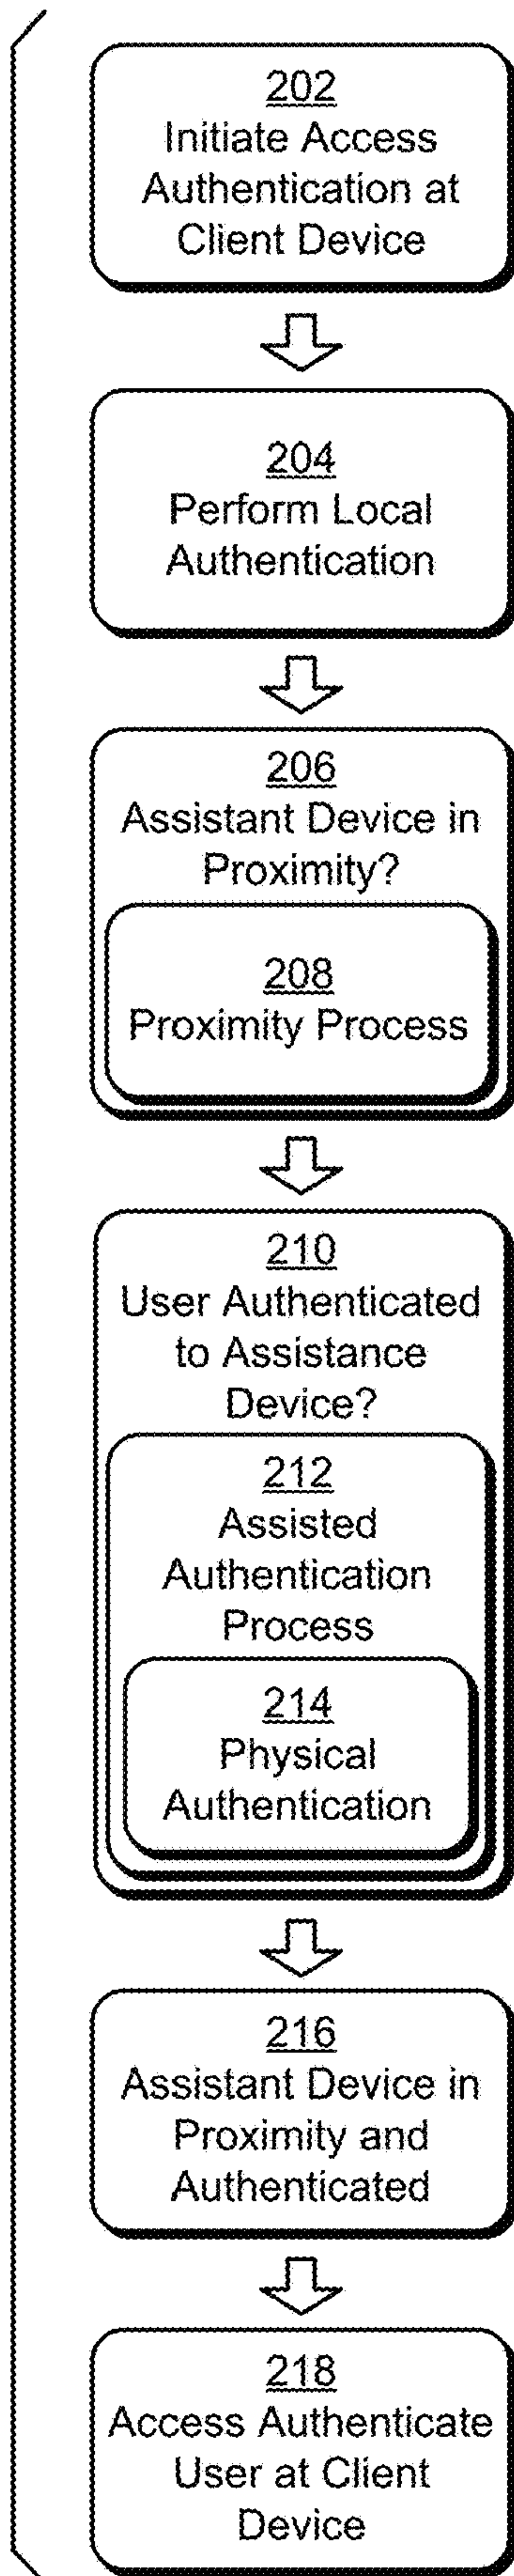 202
Initiate Access
Authentication at
Client Device
204
Perform Local
Authentication
206
Assistant Device in
Proximity?
208
Proximity Process
210
User Authenticated
to Assistance
Device?
212
Assisted
Authentication
Process
214
Physical
Authentication
216
Assistant Device in
Proximity and
Authenticated
218
Access Authenticate
User at Client
Device